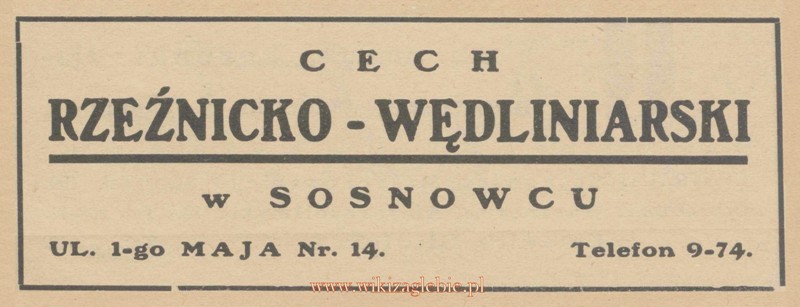 CECH
RZEŹNICKO - WĘDLINIARSKI
w SOSNOWCU
UL. 1-go MAJA Nr. 14. Telefon 9-74.
www.wikizaglebie.pl